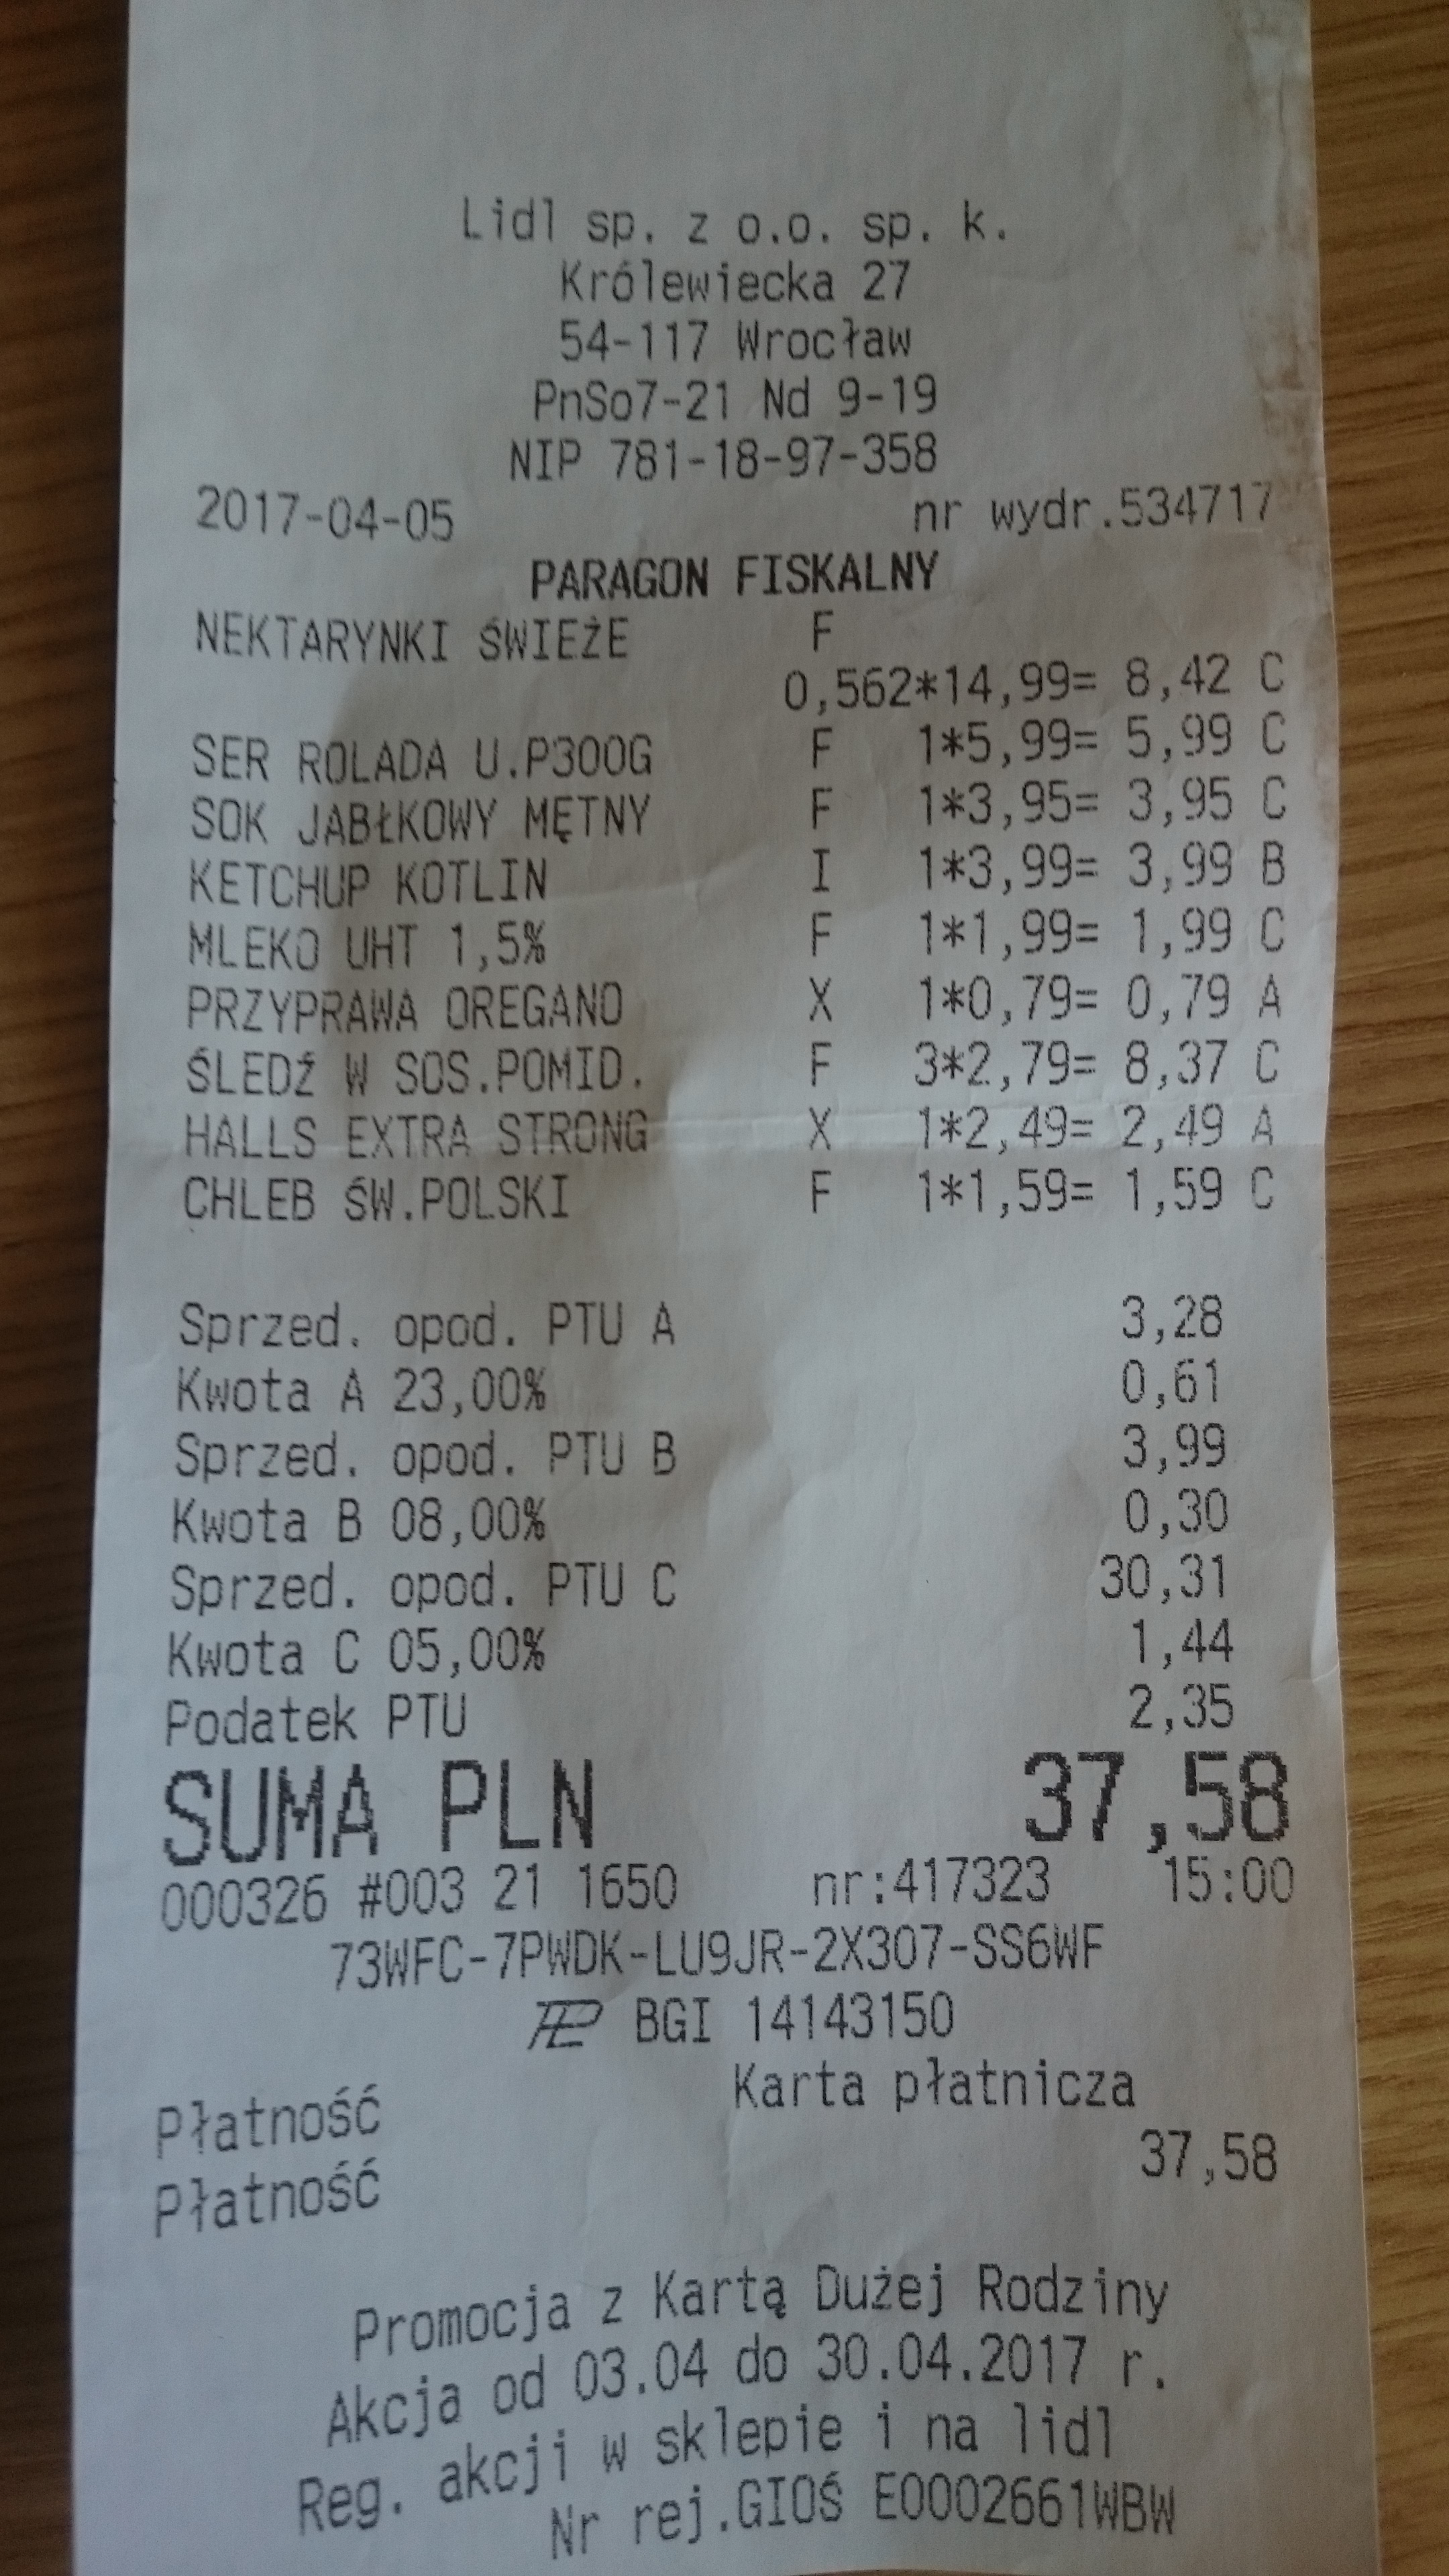 Lidl sp. z o.o. sp. k.
Królewiecka 27
54-117 Wrocław
PnSo7-21 Nd 9-19
NIP 781-18-97-358
2017-04-05 nr wydr.534717
PARAGON FISKALNY
NEKTARYNKI ŚWIEŻE F
0,562*14,99= 8,42 C
SER ROLADA U.P300G F 1*5,99= 5,99 C
SOK JABŁKOWY MĘTNY F 1*3,95= 3,95 C
KETCHUP KOTLIN I 1*3,99= 3,99 B
MLEKO UHT 1,5% F 1*1,99= 1,99 C
PRZYPRAWA OREGANO X 1*0,79= 0,79 A
ŚLEDŹ W SOS.POMID. F 3*2,79= 8,37 C
HALLS EXTRA STRONG X 1*2,49= 2,49 A
CHLEB ŚW.POLSKI F 1*1,59= 1,59 C
Sprzed. opod. PTU A 3,28
Kwota A 23,00% 0,61
Sprzed. opod. PTU B 3,99
Kwota B 08,00% 0,30
Sprzed. opod. PTU C 30,31
Kwota C 05,00% 1,44
Podatek PTU 2,35
SUMA PLN 37,58
000326 #003 21 1650 nr:417323 15:00
73WFC-7PWDK-LU9JR-2X307-SS6WF
BGI 14143150
Płatność Karta płatnicza
Płatność 37,58
Promocja z Kartą Dużej Rodziny
Akcja od 03.04 do 30.04.2017 r.
Reg. akcji w sklepie i na lidl
Nr rej.GIOŚ E0002661WBW